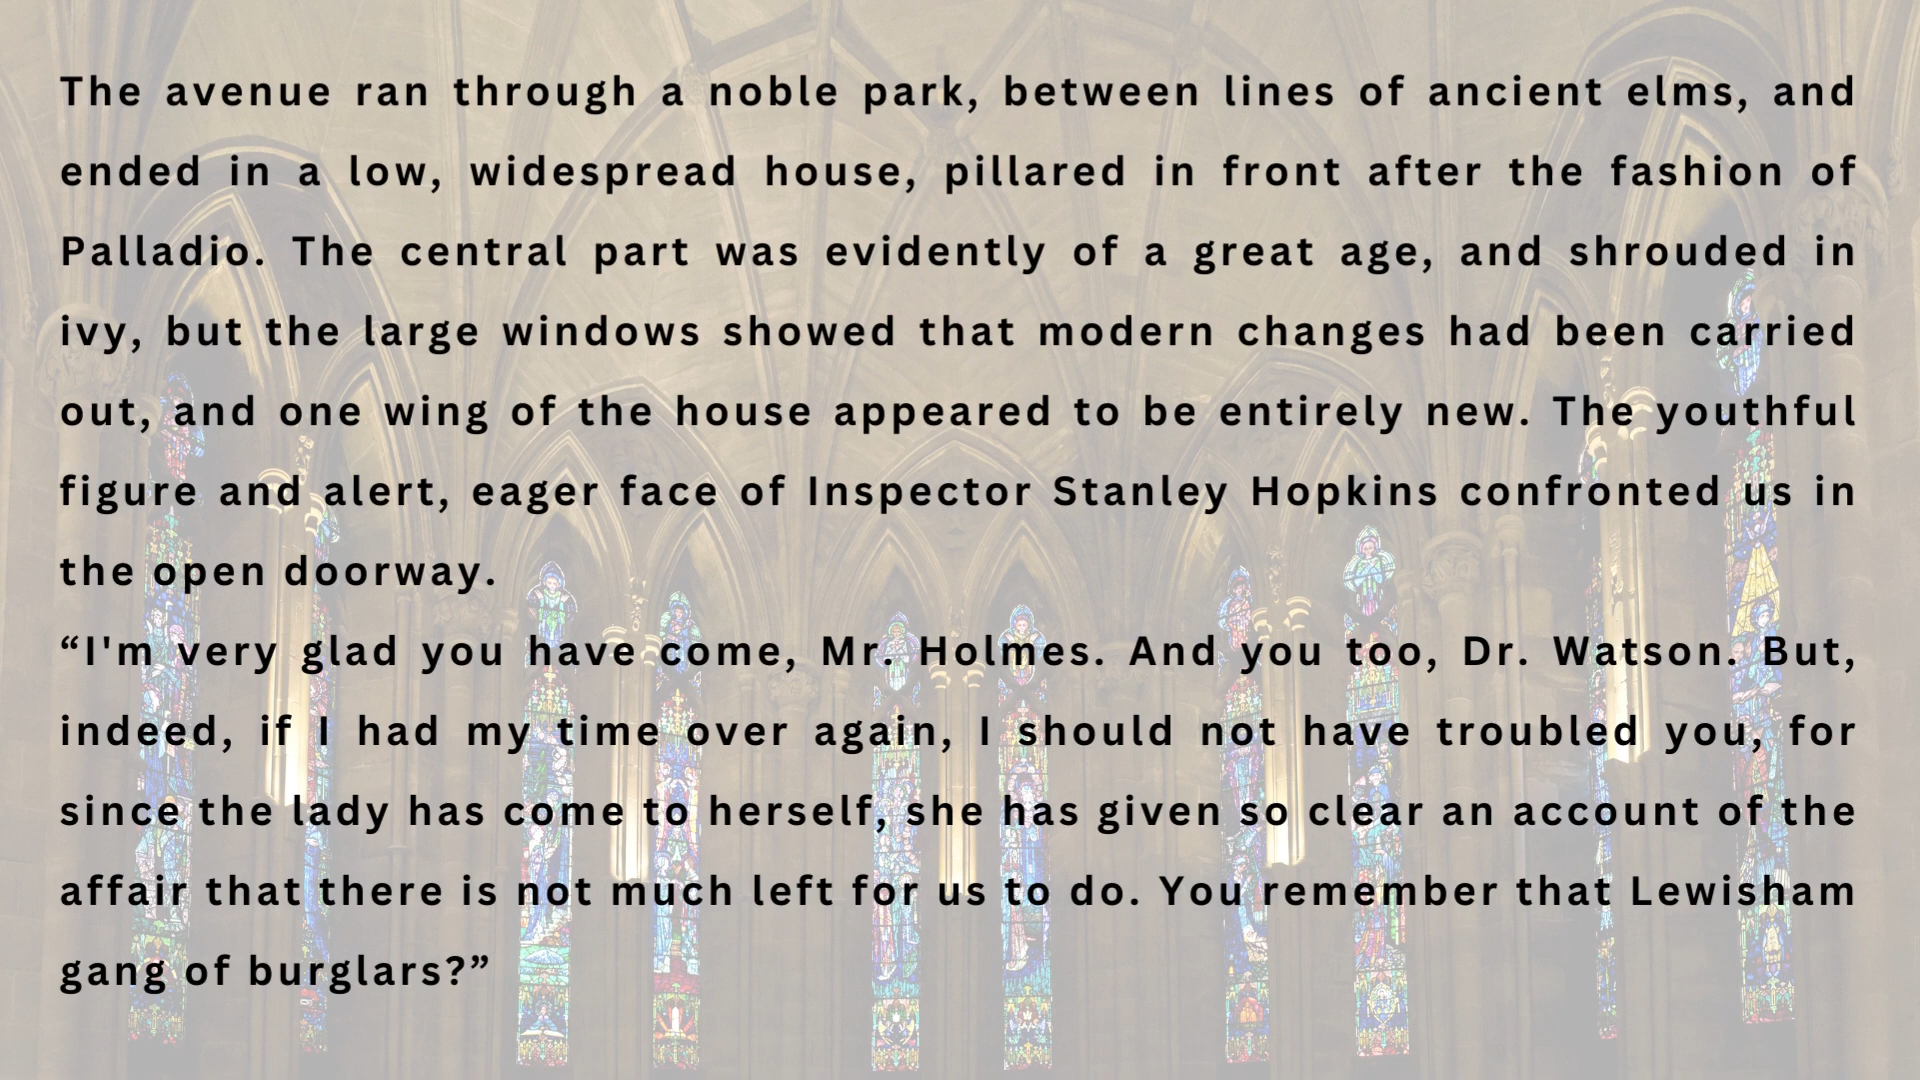 The avenue ran through a noble park, between lines of ancient elms, and
ended in a low, widespread house, pillared in front after the fashion of
Palladio. The central part was evidently of a great age, and shrouded in
ivy, but the large windows showed that modern changes had been carried
out, and one wing of the house appeared to be entirely new. The youthful
figure and alert, eager face of Inspector Stanley Hopkins confronted us in
the open doorway.
“I'm very glad you have come, Mr. Holmes. And you too, Dr. Watson. But,
indeed, if I had my time over again, I should not have troubled you, for
since the lady has come to herself, she has given so clear an account of the
affair that there is not much left for us to do. You remember that Lewisham
gang of burglars?”